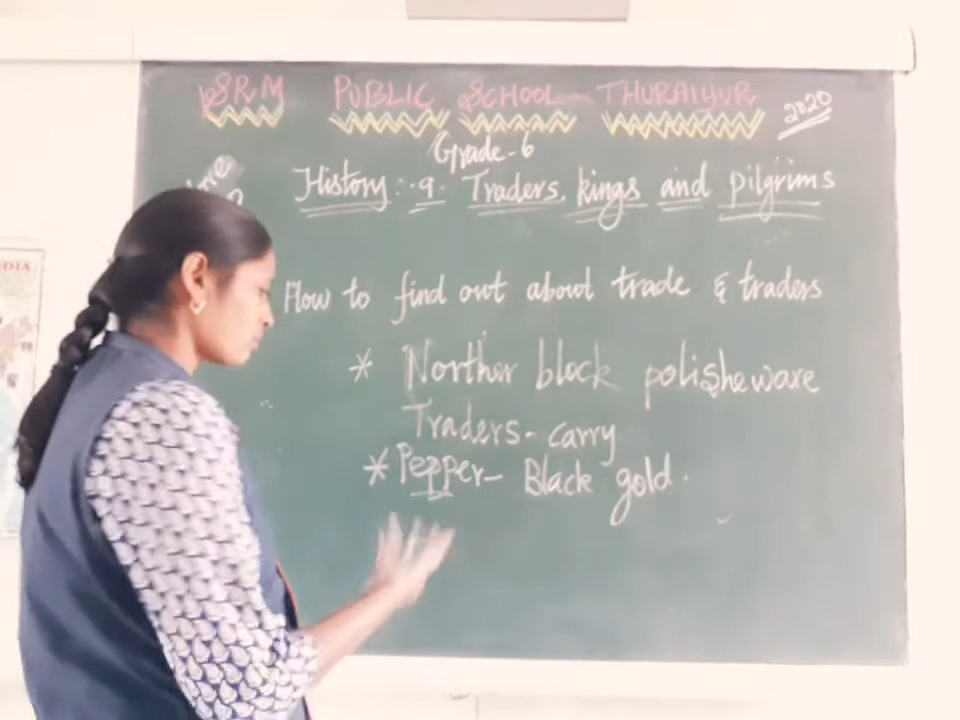 SRM PUBLIC SCHOOL THURAIYUR 2020
Grade-6
History: 9. Traders, kings and pilgrims
How to find out about trade & traders
* Norther block polisheware
Traders - carry
* Pepper - Black gold.